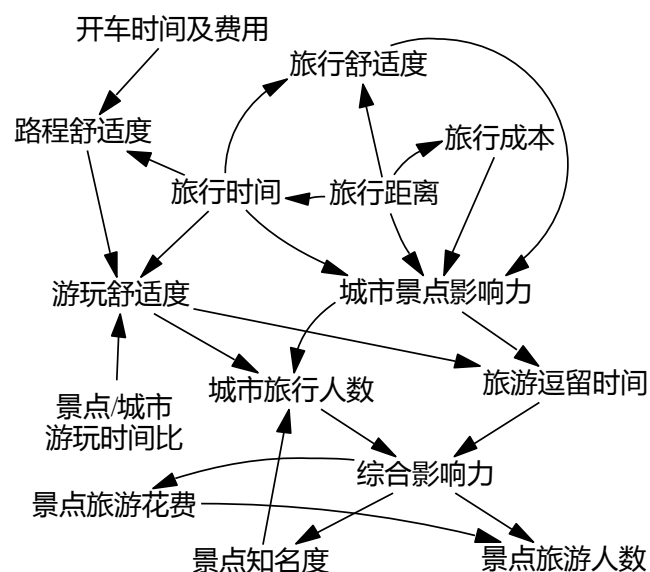 开车时间及费用
旅行舒适度
路程舒适度
旅行成本
旅行时间
旅行距离
游玩舒适度
城市景点影响力
城市旅行人数
旅游逗留时间
景点/城市
游玩时间比
综合影响力
景点旅游花费
景点知名度
景点旅游人数